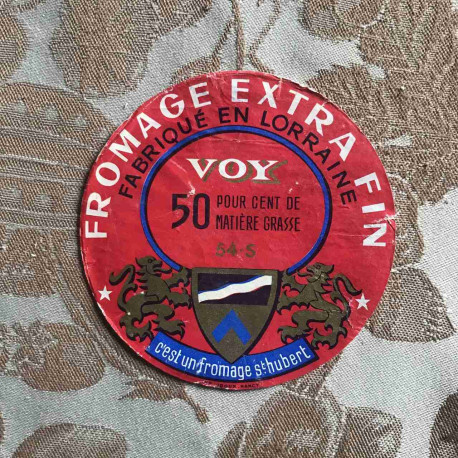 FROMAGE EXTRA FIN
FABRIQUÉ EN LORRAINE
VOY
50 POUR CENT DE
MATIÈRE GRASSE
54-S
c'est un fromage St hubert